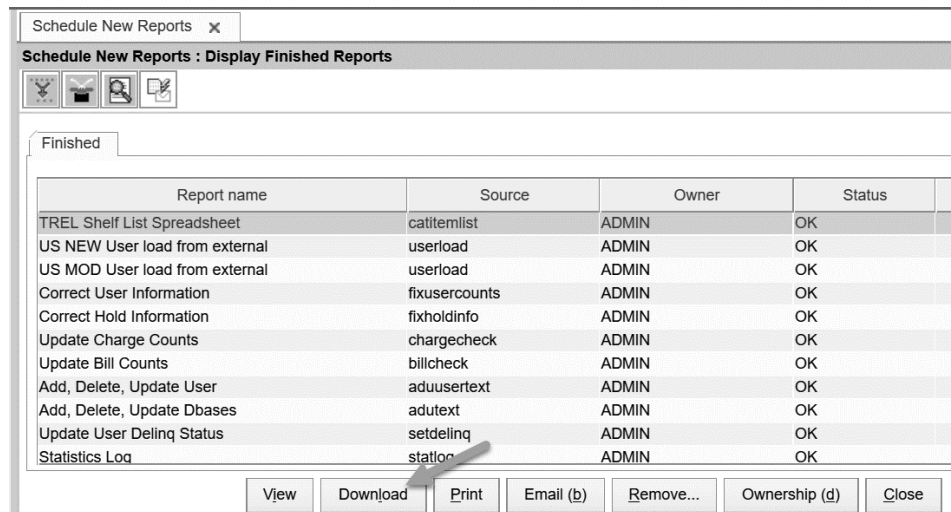 Schedule New Reports x
Schedule New Reports : Display Finished Reports
Finished
Report name Source Owner Status
TREL Shelf List Spreadsheet catitemlist ADMIN OK
US NEW User load from external userload ADMIN OK
US MOD User load from external userload ADMIN OK
Correct User Information fixusercounts ADMIN OK
Correct Hold Information fixholdinfo ADMIN OK
Update Charge Counts chargecheck ADMIN OK
Update Bill Counts billcheck ADMIN OK
Add, Delete, Update User aduusertext ADMIN OK
Add, Delete, Update Dbases adutext ADMIN OK
Update User Delinq Status setdelinq ADMIN OK
Statistics Log statlog ADMIN OK
View Download Print Email (b) Remove... Ownership (d) Close